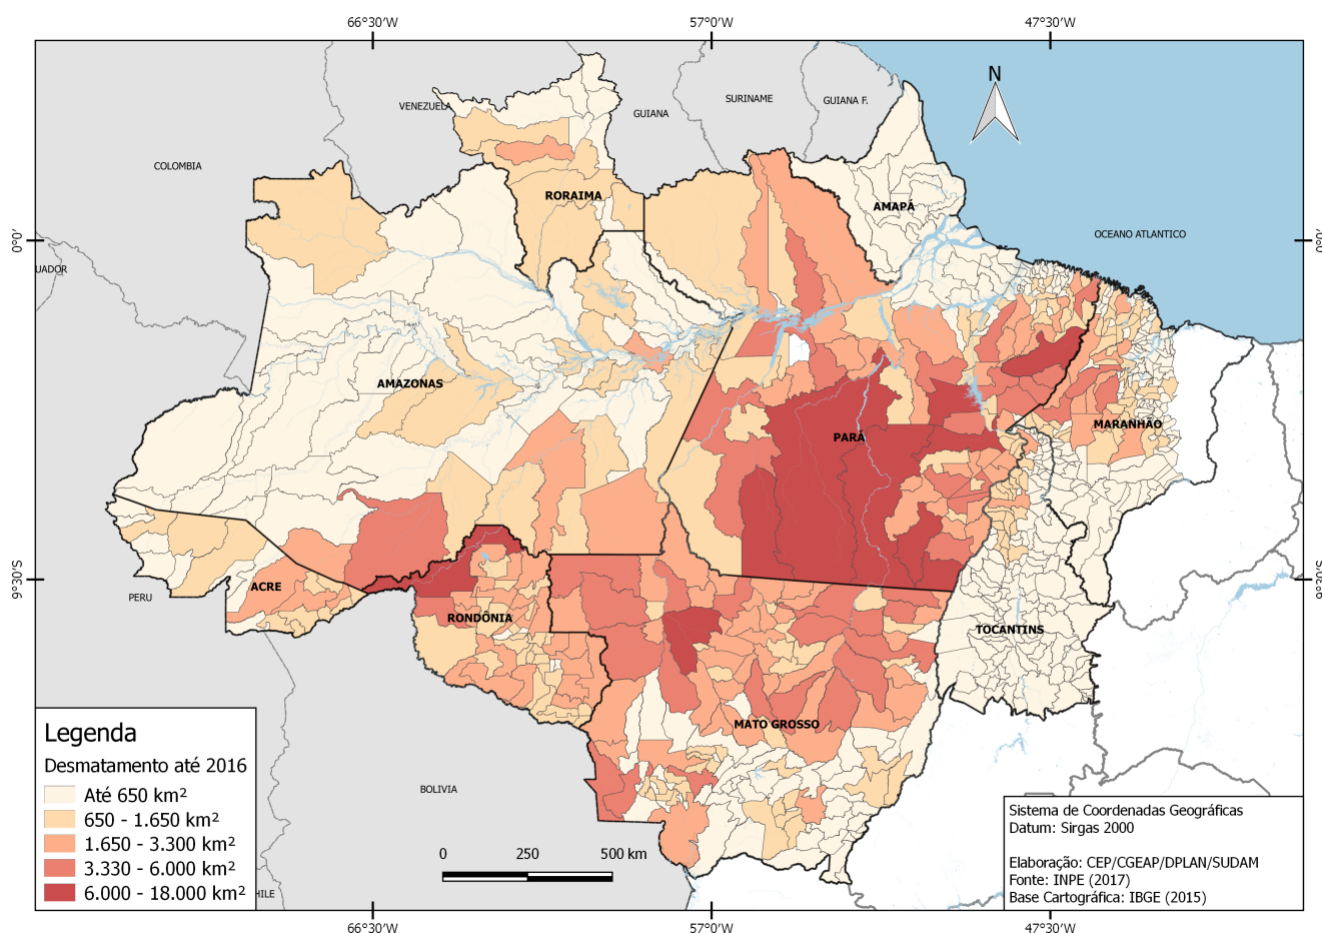 66°30'W
57°0'W
47°30'W
N
VENEZUELA
GUIANA
SURINAME
GUIANA F.
COLOMBIA
RORAIMA
AMAPÁ
OCEANO ATLANTICO
0°0'
0°0'
UADOR
AMAZONAS
PARÁ
MARANHÃO
9°30'S
9°30'S
PERU
ACRE
RONDÔNIA
TOCANTINS
MATO GROSSO
BOLIVIA
HILE
Legenda
Desmatamento até 2016
Até 650 km²
650 - 1.650 km²
1.650 - 3.300 km²
3.330 - 6.000 km²
6.000 - 18.000 km²
0 250 500 km
Sistema de Coordenadas Geográficas
Datum: Sirgas 2000
Elaboração: CEP/CGEAP/DPLAN/SUDAM
Fonte: INPE (2017)
Base Cartográfica: IBGE (2015)
66°30'W
57°0'W
47°30'W